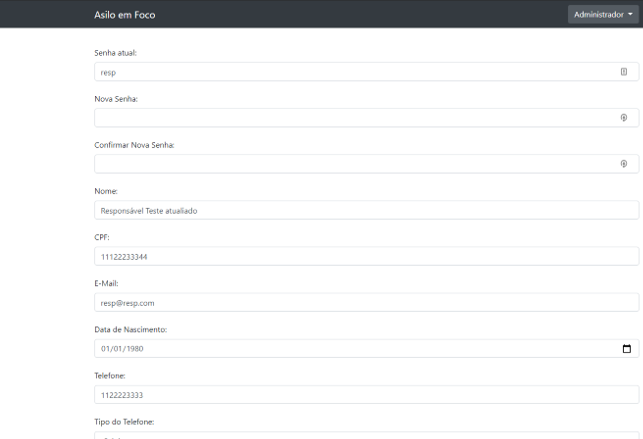 Asilo em Foco
Administrador
Senha atual:
resp
Nova Senha:
Confirmar Nova Senha:
Nome:
Responsável Teste atualiado
CPF:
11122233344
E-Mail:
resp@resp.com
Data de Nascimento:
01/01/1980
Telefone:
1122223333
Tipo do Telefone: